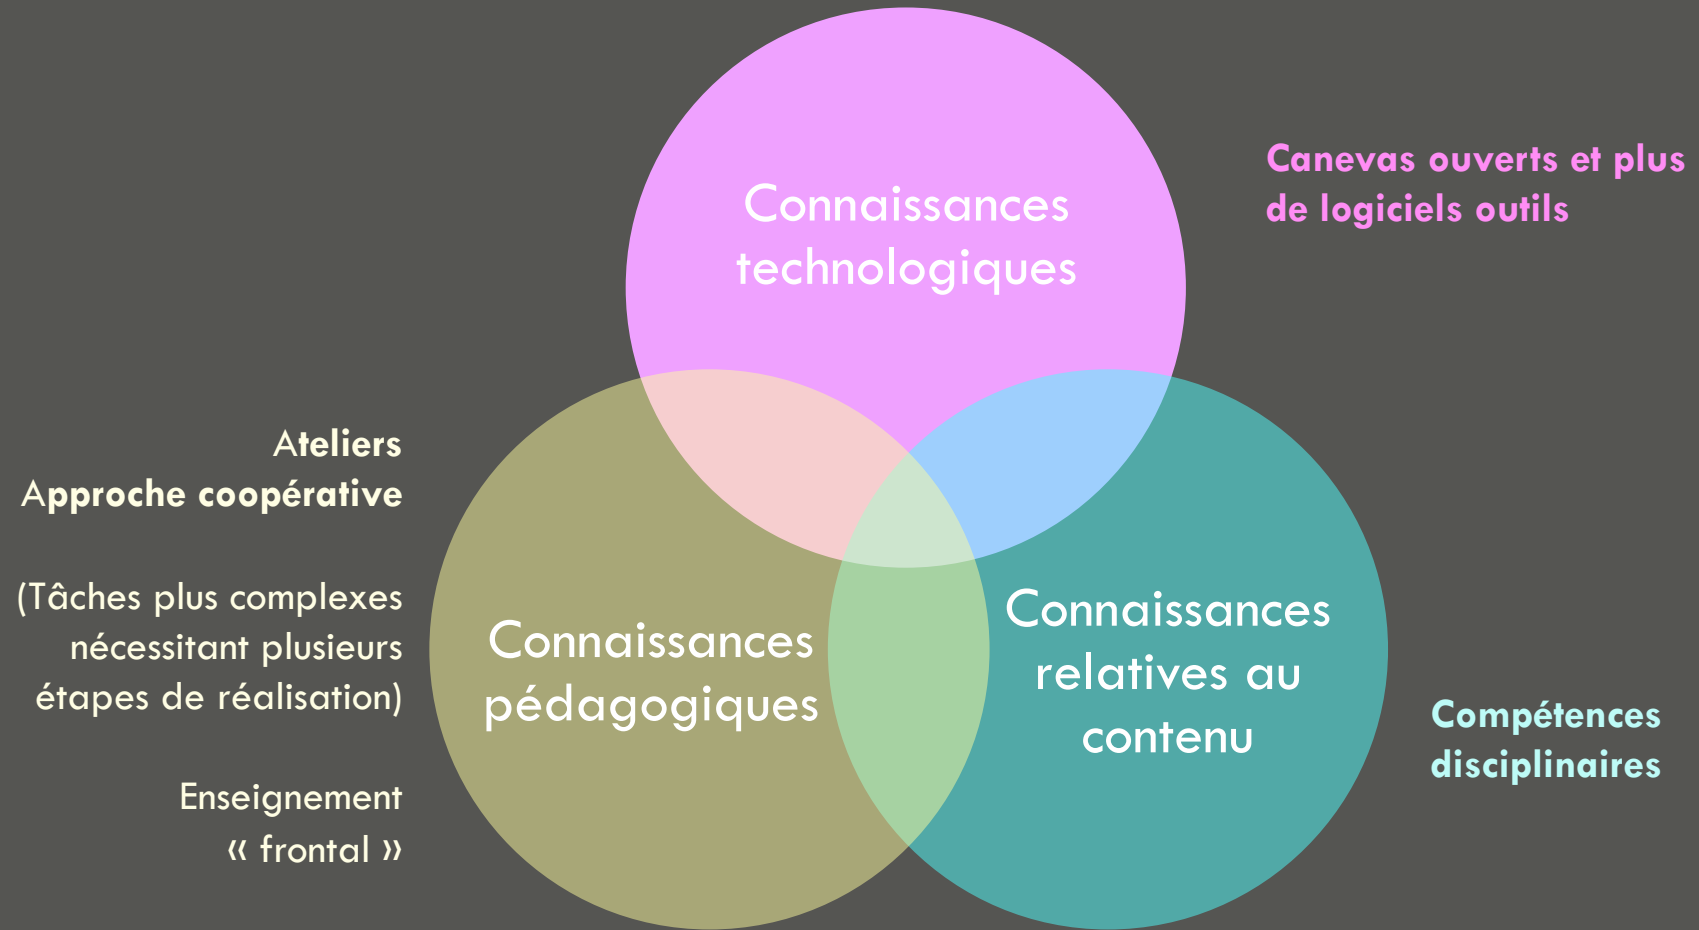 Connaissances
technologiques
Canevas ouverts et plus
de logiciels outils
Ateliers
Approche coopérative
(Tâches plus complexes
nécessitant plusieurs
étapes de réalisation)
Enseignement
« frontal »
Connaissances
pédagogiques
Connaissances
relatives au
contenu
Compétences
disciplinaires